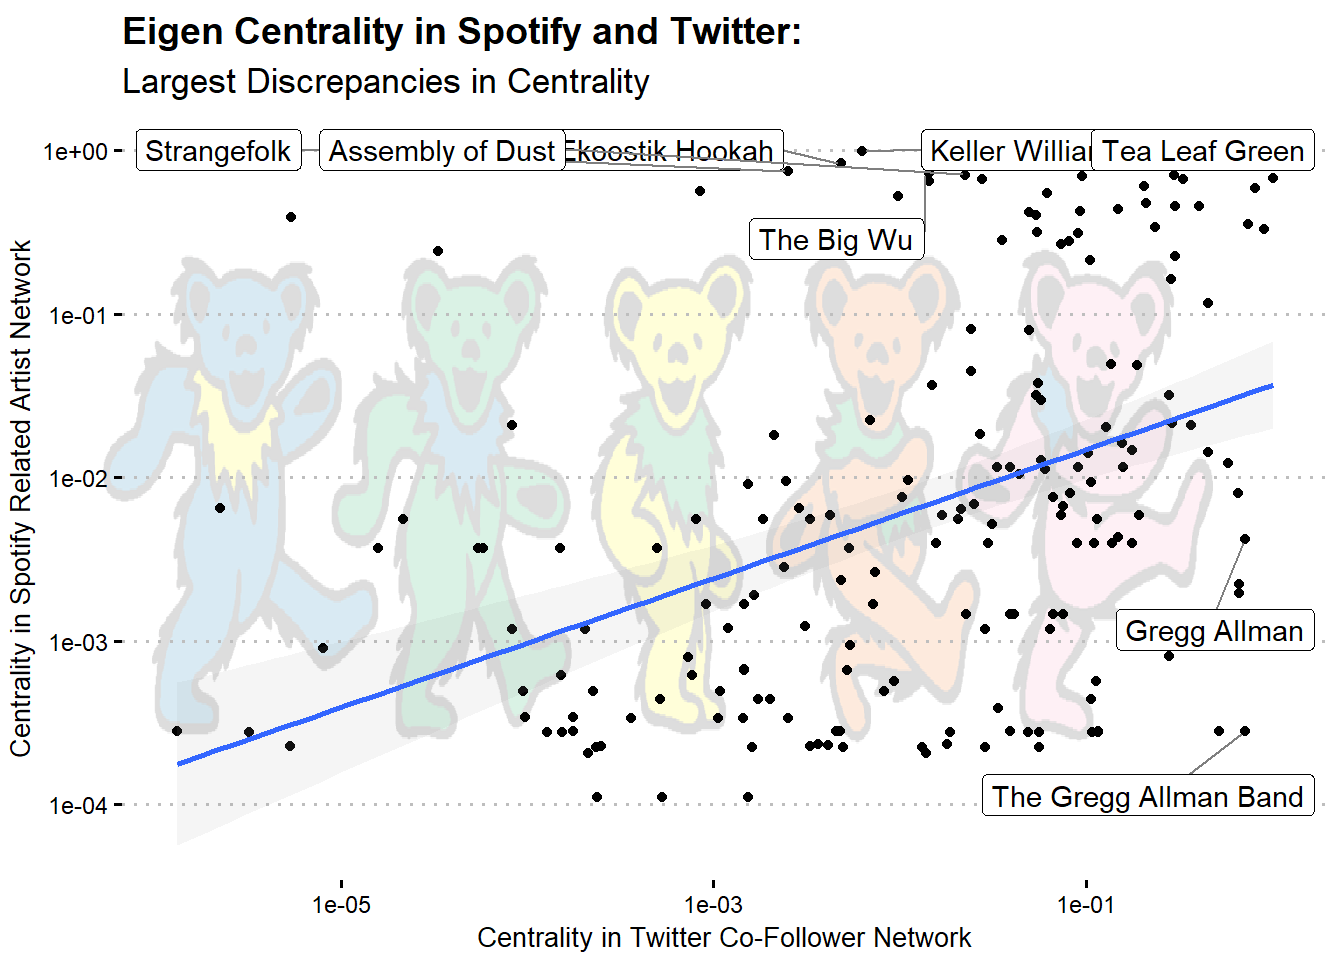 Eigen Centrality in Spotify and Twitter:
Largest Discrepancies in Centrality
Strangefolk
Assembly of Dust
Ekoostik Hookah
Keller Williar
Tea Leaf Green
The Big Wu
Gregg Allman
The Gregg Allman Band
Centrality in Spotify Related Artist Network
1e+00
1e-01
1e-02
1e-03
1e-04
1e-05
1e-03
1e-01
Centrality in Twitter Co-Follower Network